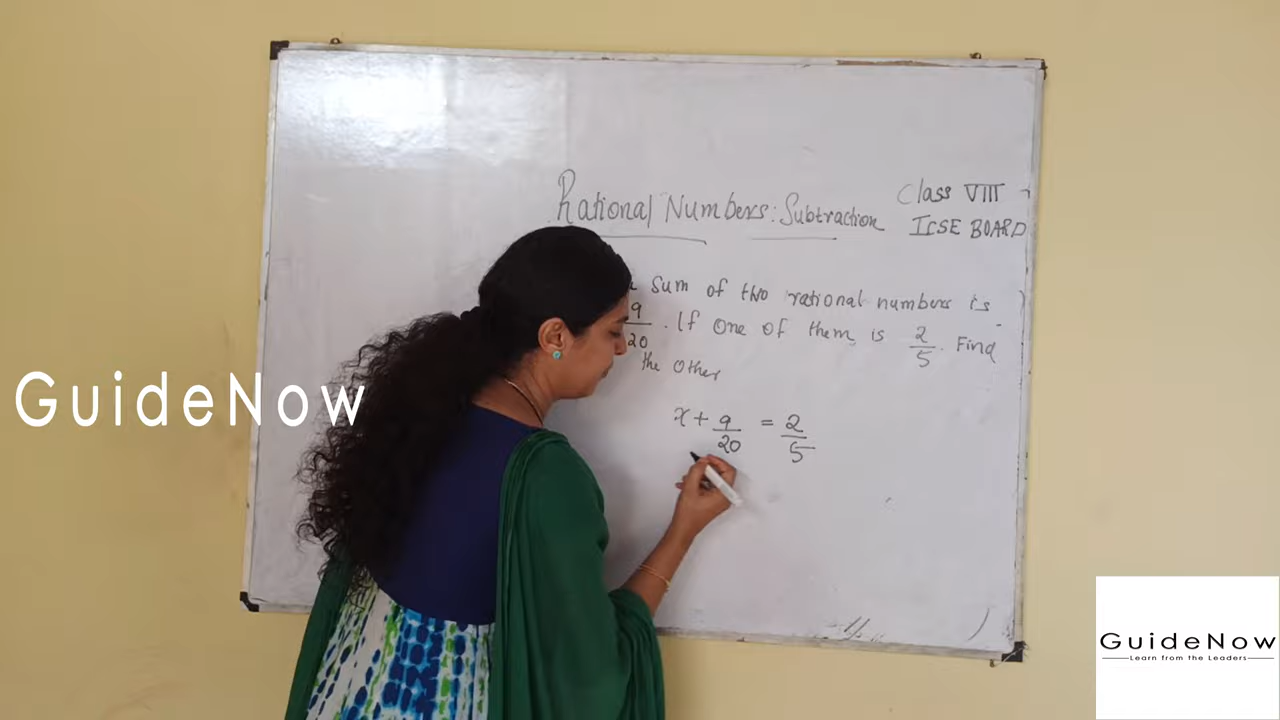 Rational Numbers: Subtraction
Class VIII
ICSE BOARD
sum of two rational numbers is
9/20. If one of them is 2/5. Find
the other
x + 9/20 = 2/5
GuideNow
GuideNow
Learn from the Leaders